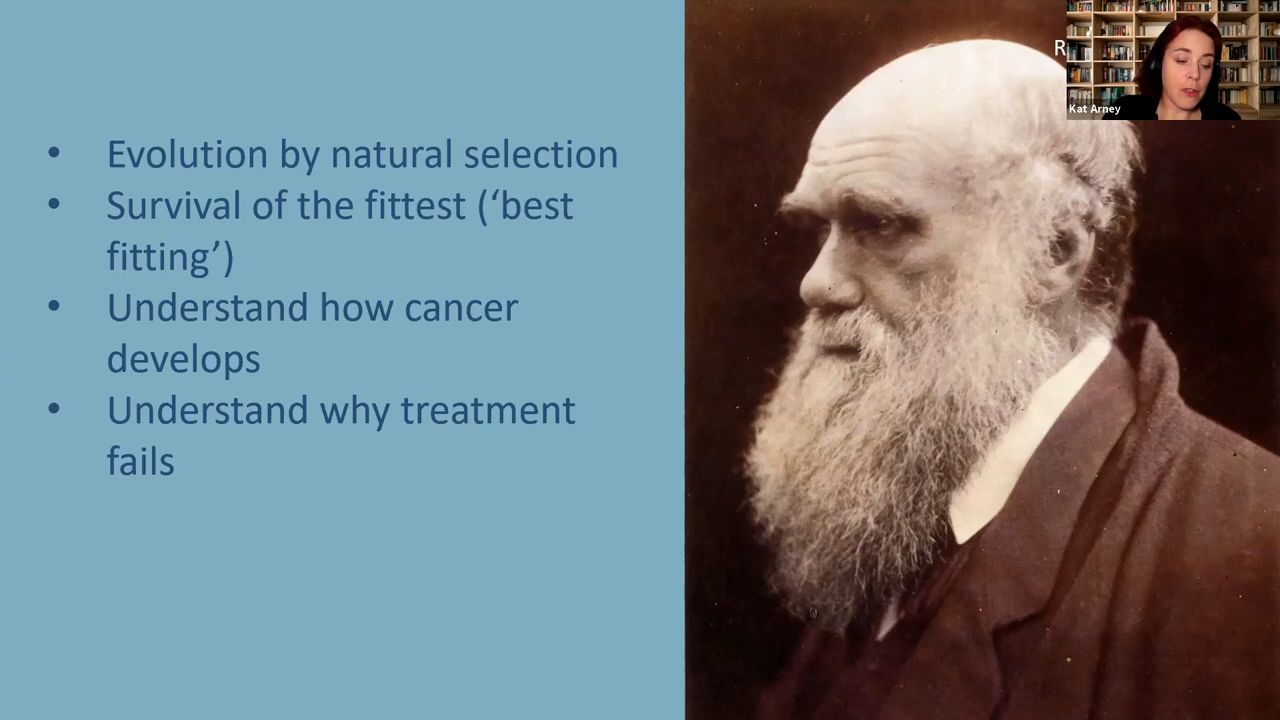 • Evolution by natural selection
• Survival of the fittest (‘best
fitting’)
• Understand how cancer
develops
• Understand why treatment
fails
R
Kat Arney